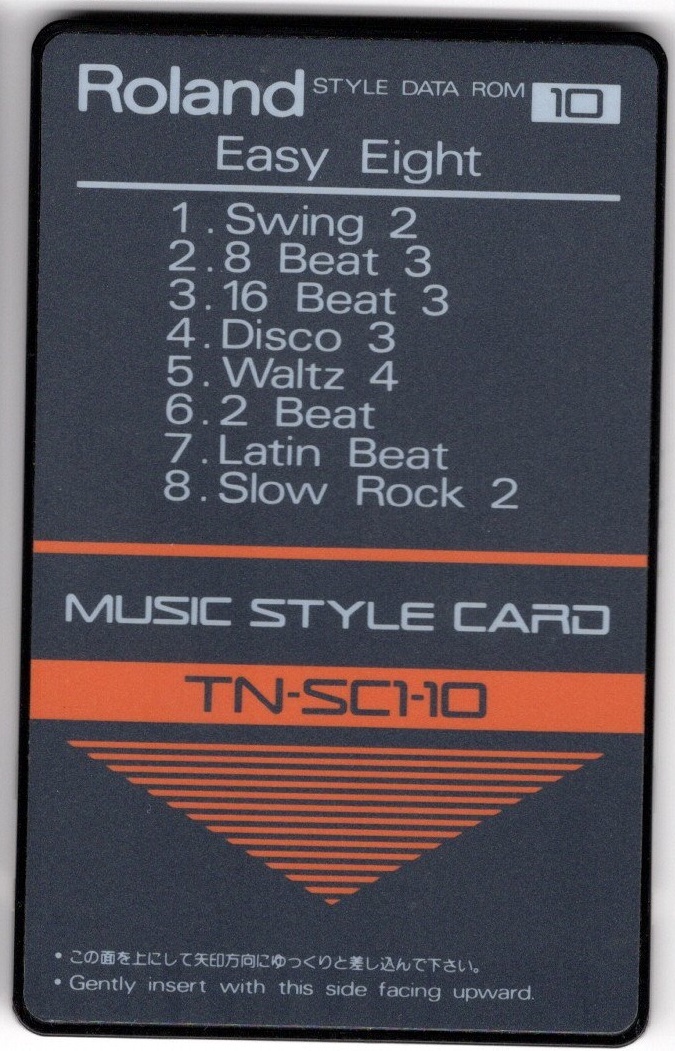 Roland STYLE DATA ROM 10
Easy Eight
1. Swing 2
2. 8 Beat 3
3. 16 Beat 3
4. Disco 3
5. Waltz 4
6. 2 Beat
7. Latin Beat
8. Slow Rock 2
MUSIC STYLE CARD
TN-SC1-10
• この面を上にして矢印方向にゆっくりと差し込んで下さい。
• Gently insert with this side facing upward.